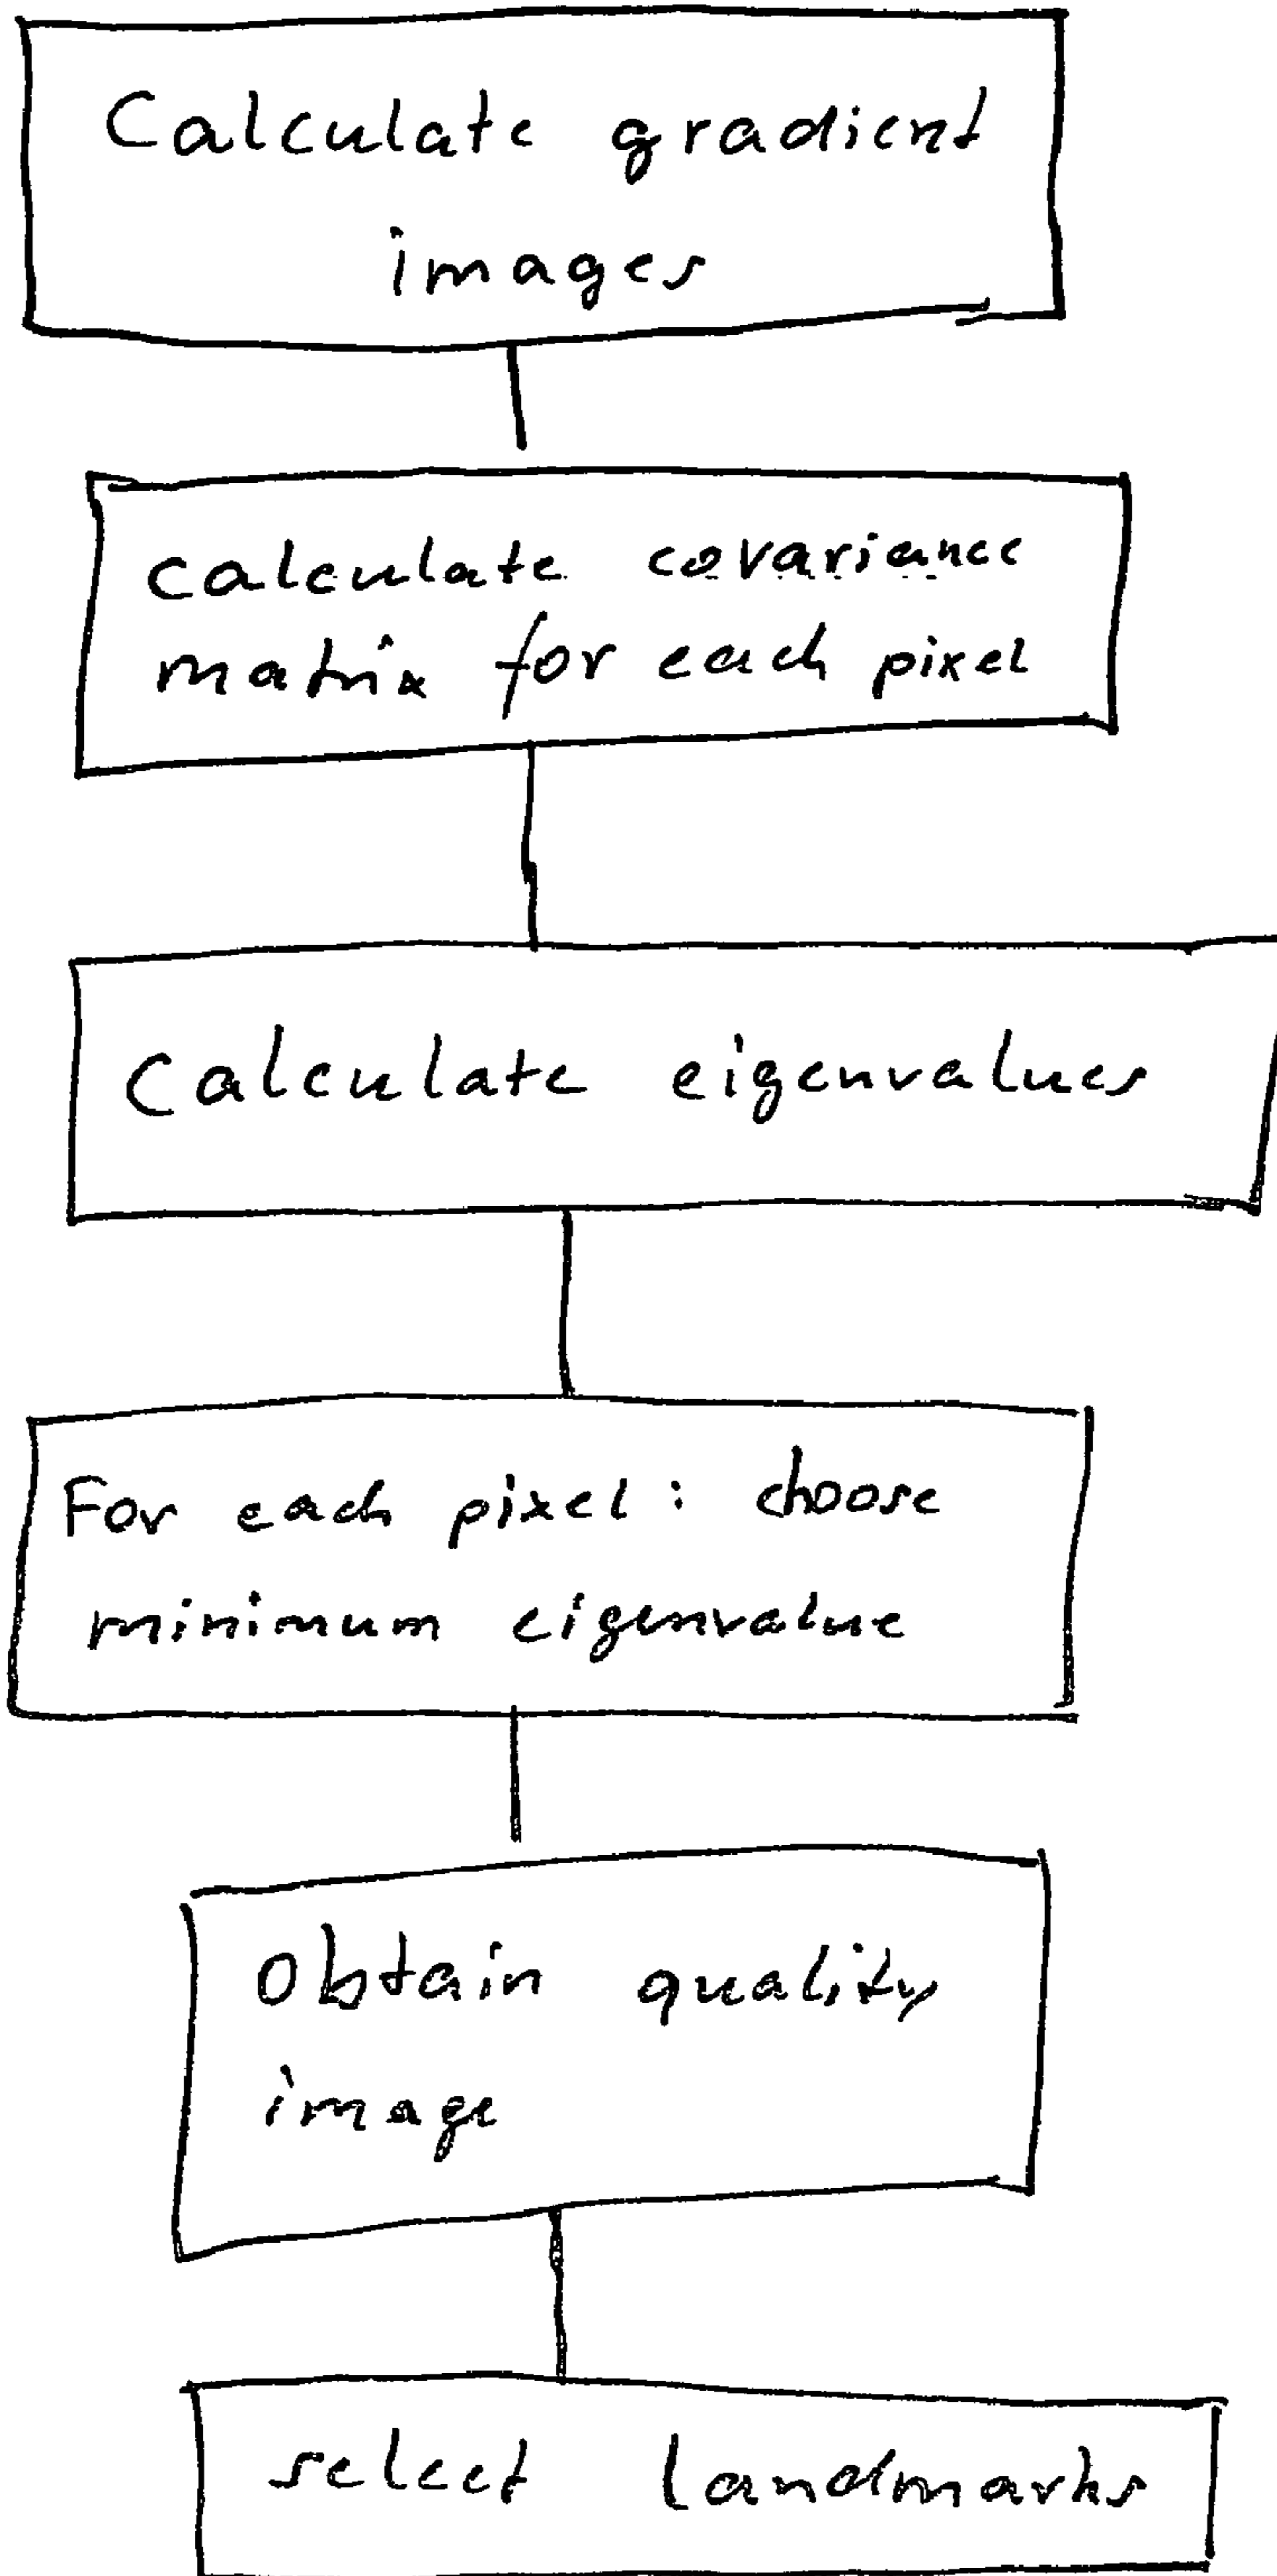 Calculate gradient
images
Calculate covariance
matrix for each pixel
Calculate eigenvalues
For each pixel: choose
minimum eigenvalue
Obtain quality
image
select landmarks